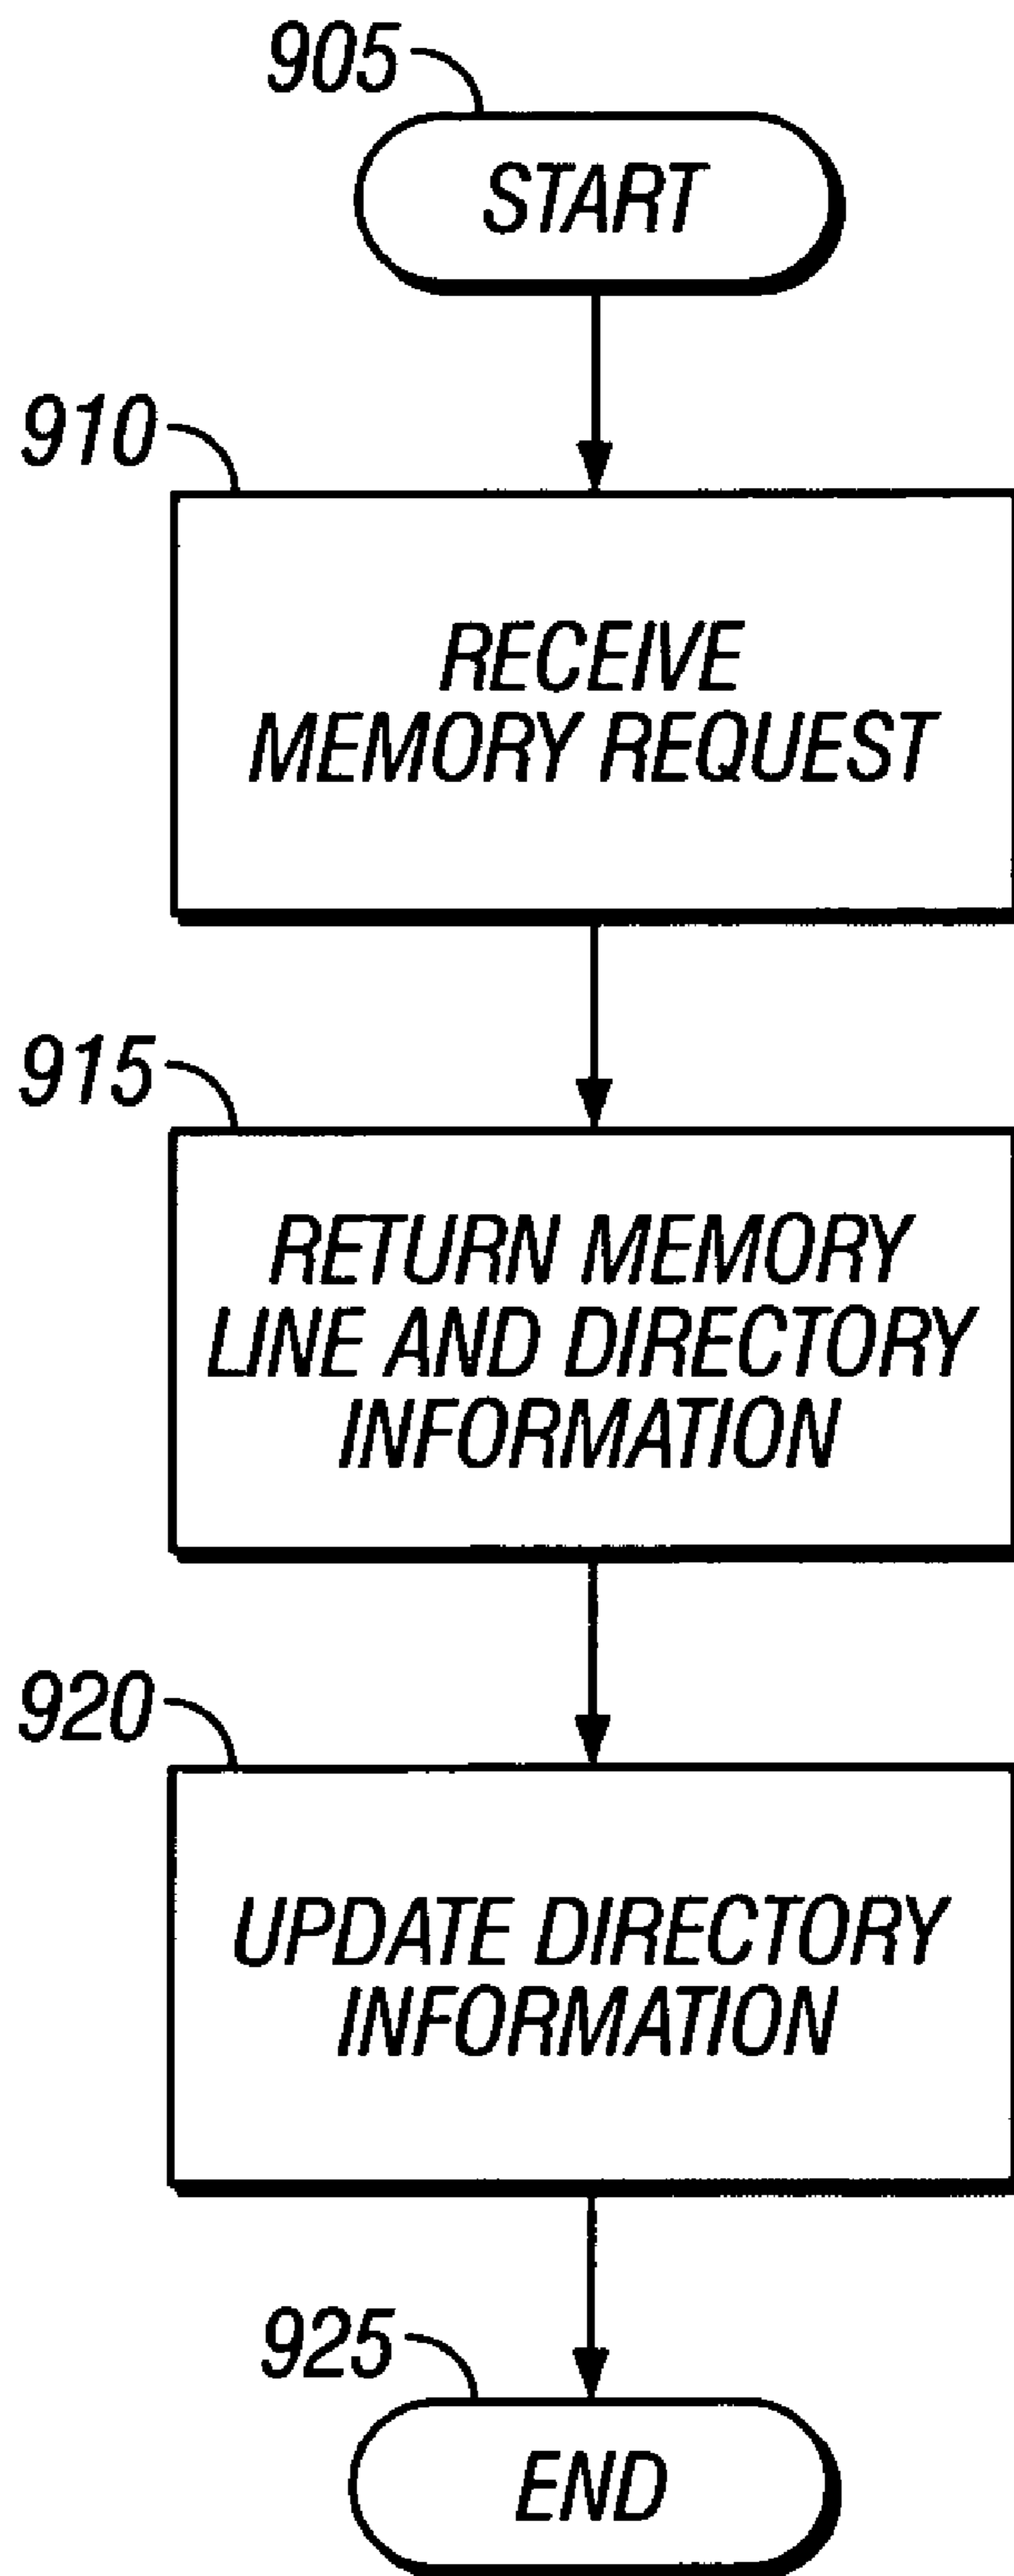 905
START
910
RECEIVE
MEMORY REQUEST
915
RETURN MEMORY
LINE AND DIRECTORY
INFORMATION
920
UPDATE DIRECTORY
INFORMATION
925
END